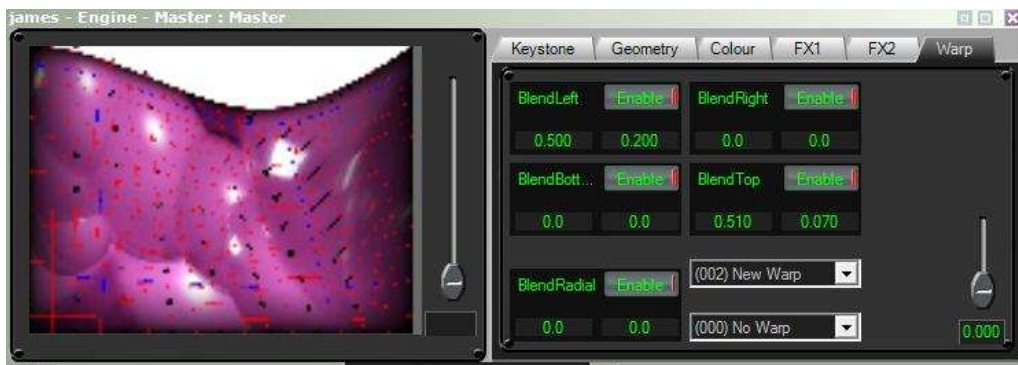 james - Engine - Master : Master
Keystone Geometry Colour FX1 FX2 Warp
BlendLeft Enable BlendRight Enable
0.500 0.200 0.0 0.0
BlendBott... Enable BlendTop Enable
0.0 0.0 0.510 0.070
(002) New Warp
BlendRadial Enable
0.0 0.0 (000) No Warp 0.000